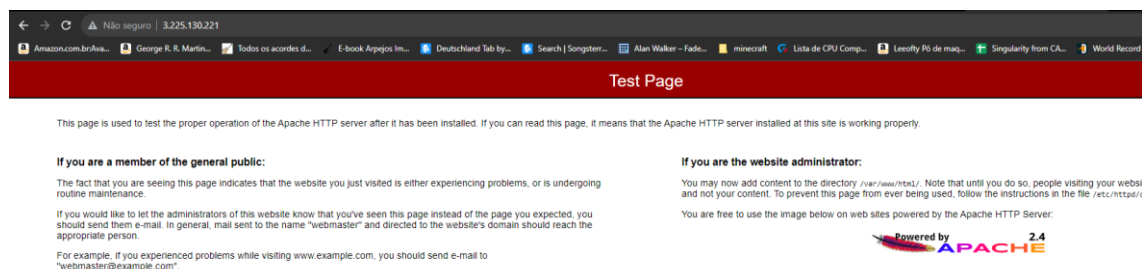 Não seguro | 3.225.130.221
Amazon.com.br:Ava... George R. R. Martin... Todos os acordes d... E-book Arpejos Im... Deutschland Tab by... Search | Songsterr... Alan Walker – Fade... minecraft Lista de CPU Comp... Leeofty Pó de maq... Singularity from CA... World Record
Test Page
This page is used to test the proper operation of the Apache HTTP server after it has been installed. If you can read this page, it means that the Apache HTTP server installed at this site is working properly.
If you are a member of the general public:
The fact that you are seeing this page indicates that the website you just visited is either experiencing problems, or is undergoing
routine maintenance.
If you would like to let the administrators of this website know that you've seen this page instead of the page you expected, you
should send them e-mail. In general, mail sent to the name "webmaster" and directed to the website's domain should reach the
appropriate person.
For example, if you experienced problems while visiting www.example.com, you should send e-mail to
"webmaster@example.com".
If you are the website administrator:
You may now add content to the directory /var/www/html/. Note that until you do so, people visiting your websi
and not your content. To prevent this page from ever being used, follow the instructions in the file /etc/httpd/c
You are free to use the image below on web sites powered by the Apache HTTP Server:
Powered by 2.4
APACHE